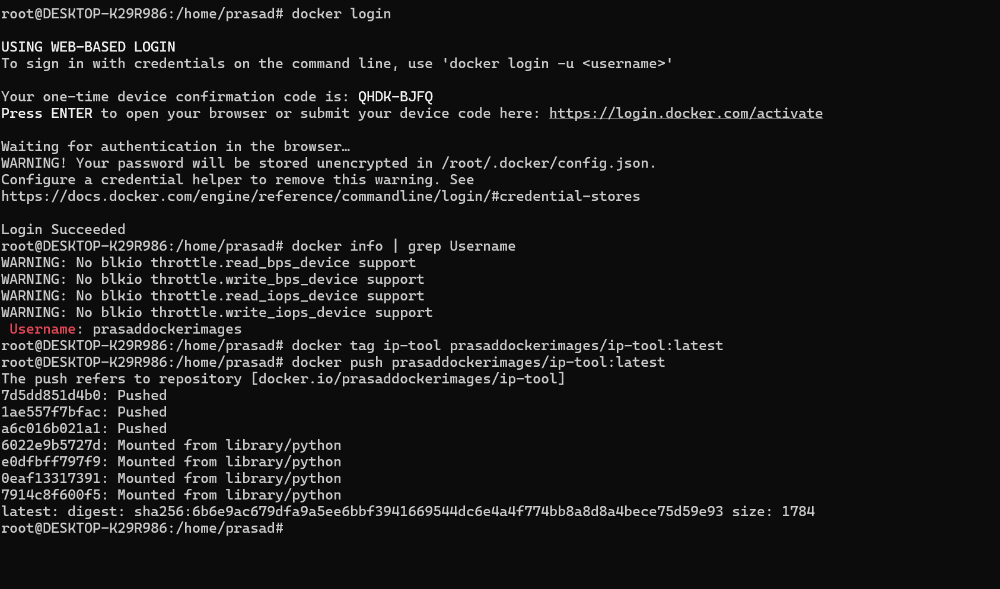 root@DESKTOP-K29R986:/home/prasad# docker login
USING WEB-BASED LOGIN
To sign in with credentials on the command line, use 'docker login -u <username>'
Your one-time device confirmation code is: QHDK-BJFQ
Press ENTER to open your browser or submit your device code here: https://login.docker.com/activate
Waiting for authentication in the browser…
WARNING! Your password will be stored unencrypted in /root/.docker/config.json.
Configure a credential helper to remove this warning. See
https://docs.docker.com/engine/reference/commandline/login/#credential-stores
Login Succeeded
root@DESKTOP-K29R986:/home/prasad# docker info | grep Username
WARNING: No blkio throttle.read_bps_device support
WARNING: No blkio throttle.write_bps_device support
WARNING: No blkio throttle.read_iops_device support
WARNING: No blkio throttle.write_iops_device support
Username: prasaddockerimages
root@DESKTOP-K29R986:/home/prasad# docker tag ip-tool prasaddockerimages/ip-tool:latest
root@DESKTOP-K29R986:/home/prasad# docker push prasaddockerimages/ip-tool:latest
The push refers to repository [docker.io/prasaddockerimages/ip-tool]
7d5dd851d4b0: Pushed
1ae557f7bfac: Pushed
a6c016b021a1: Pushed
6022e9b5727d: Mounted from library/python
e0dfbff797f9: Mounted from library/python
0eaf13317391: Mounted from library/python
7914c8f600f5: Mounted from library/python
latest: digest: sha256:6b6e9ac679dfa9a5ee6bbf3941669544dc6e4a4f774bb8a8d8a4bece75d59e93 size: 1784
root@DESKTOP-K29R986:/home/prasad#